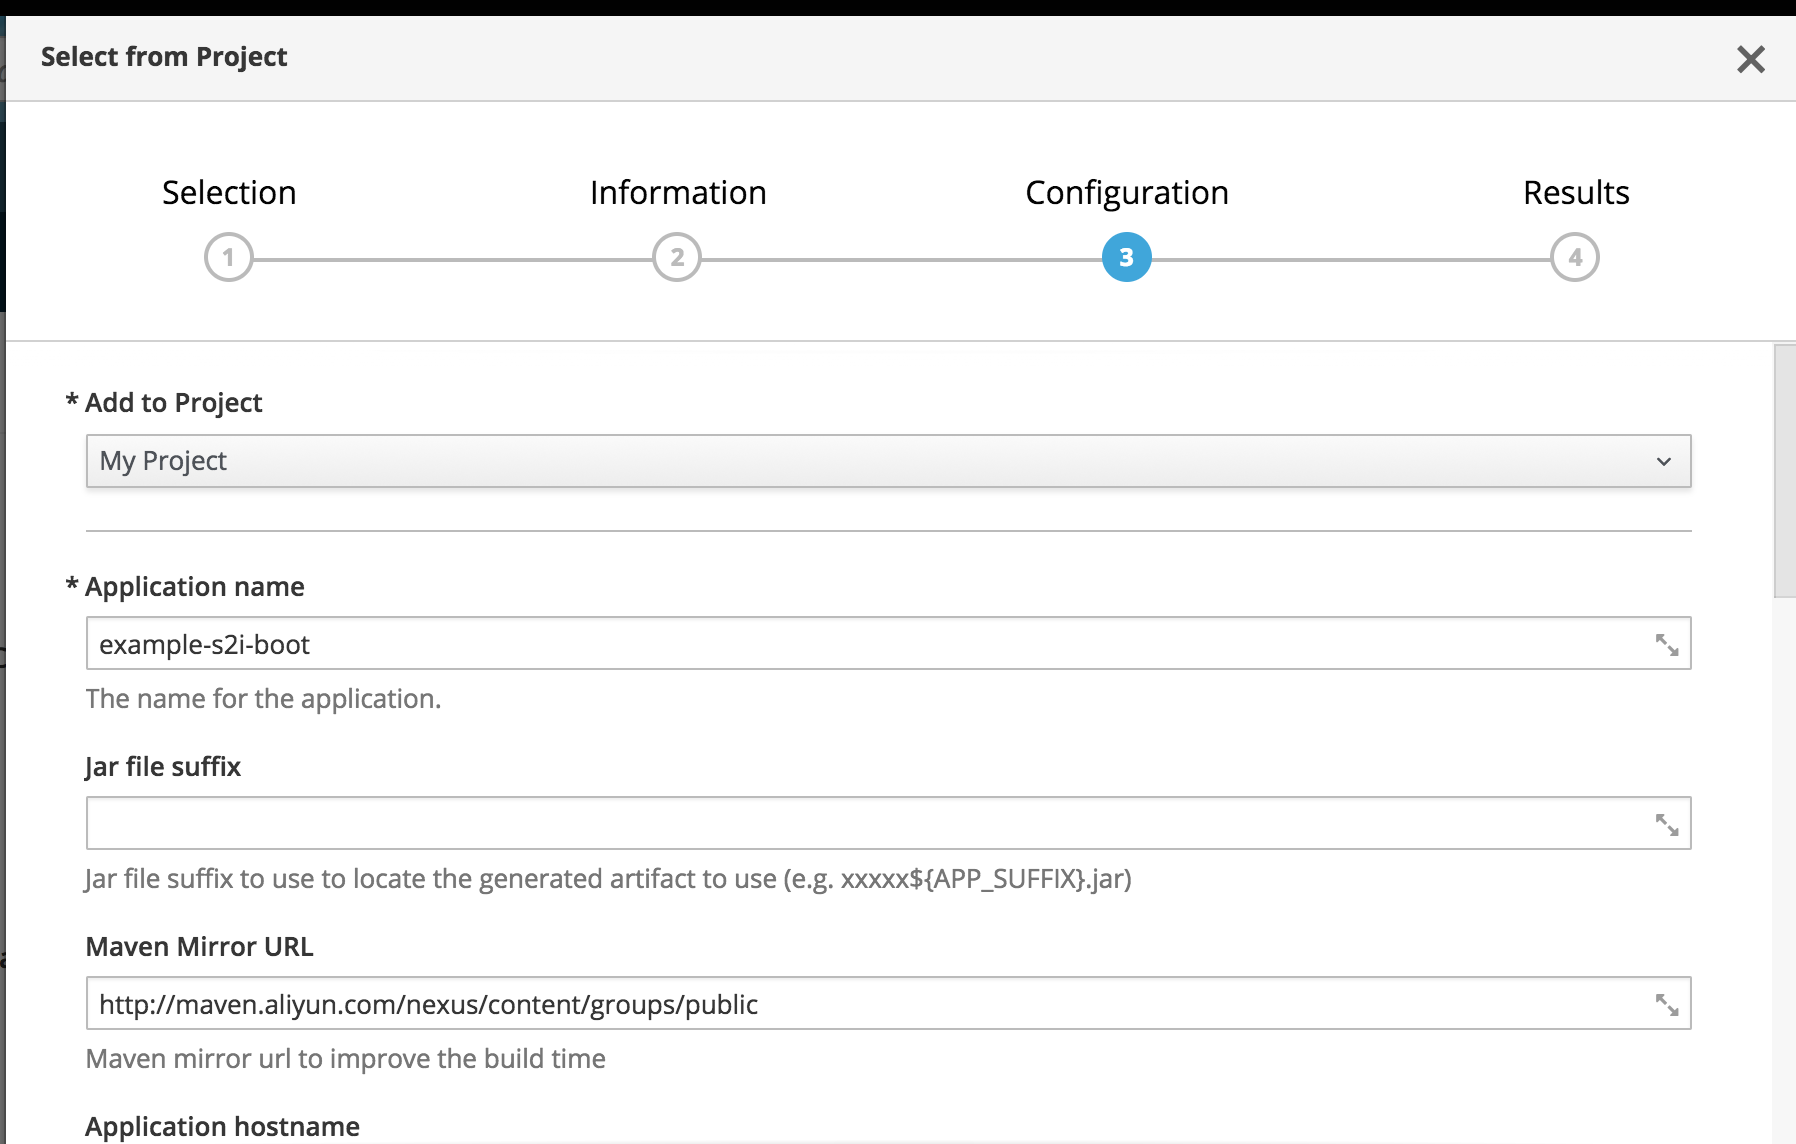 Select from Project
Selection
Information
Configuration
Results
1
2
3
4
* Add to Project
My Project
* Application name
example-s2i-boot
The name for the application.
Jar file suffix
Jar file suffix to use to locate the generated artifact to use (e.g. xxxxx${APP_SUFFIX}.jar)
Maven Mirror URL
http://maven.aliyun.com/nexus/content/groups/public
Maven mirror url to improve the build time
Application hostname